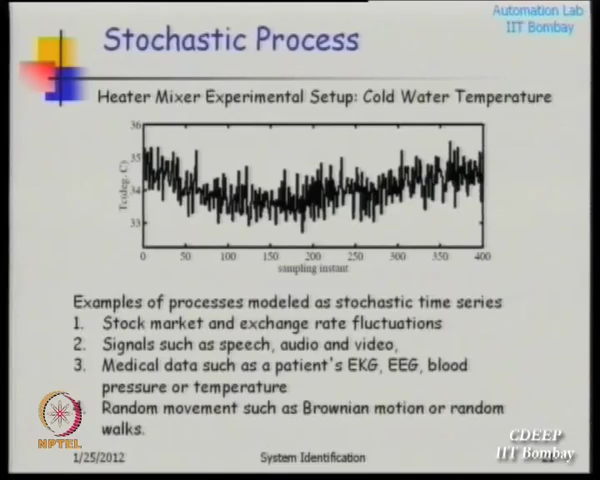 Automation Lab
IIT Bombay
Stochastic Process
Heater Mixer Experimental Setup: Cold Water Temperature
36
35
34
33
Tc(deg. C)
0 50 100 150 200 250 300 350 400
sampling instant
Examples of processes modeled as stochastic time series
1. Stock market and exchange rate fluctuations
2. Signals such as speech, audio and video,
3. Medical data such as a patient's EKG, EEG, blood
pressure or temperature
Random movement such as Brownian motion or random
walks.
NPTEL
1/25/2012
System Identification
CDEEP
IIT Bombay